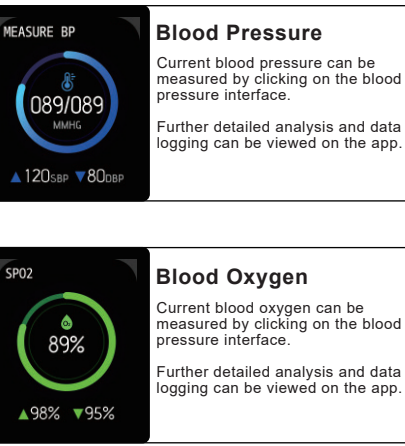 MEASURE BP
089/089
MMHG
▲120SBP ▼80DBP
Blood Pressure
Current blood pressure can be
measured by clicking on the blood
pressure interface.
Further detailed analysis and data
logging can be viewed on the app.
SPO2
O2
89%
▲98% ▼95%
Blood Oxygen
Current blood oxygen can be
measured by clicking on the blood
pressure interface.
Further detailed analysis and data
logging can be viewed on the app.